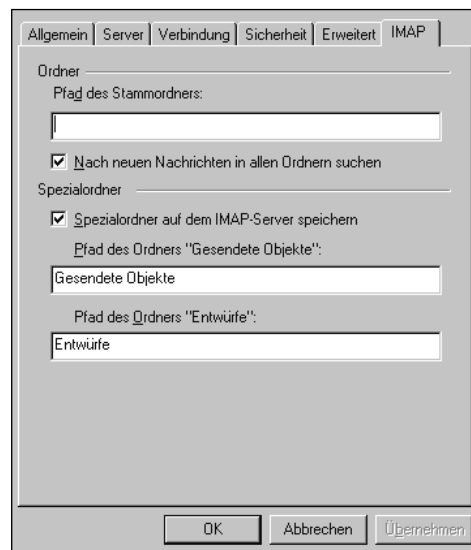 Allgemein Server Verbindung Sicherheit Erweitert IMAP
Ordner
Pfad des Stammordners:
Nach neuen Nachrichten in allen Ordnern suchen
Spezialordner
Spezialordner auf dem IMAP-Server speichern
Pfad des Ordners "Gesendete Objekte":
Gesendete Objekte
Pfad des Ordners "Entwürfe":
Entwürfe
OK Abbrechen Übernehmen